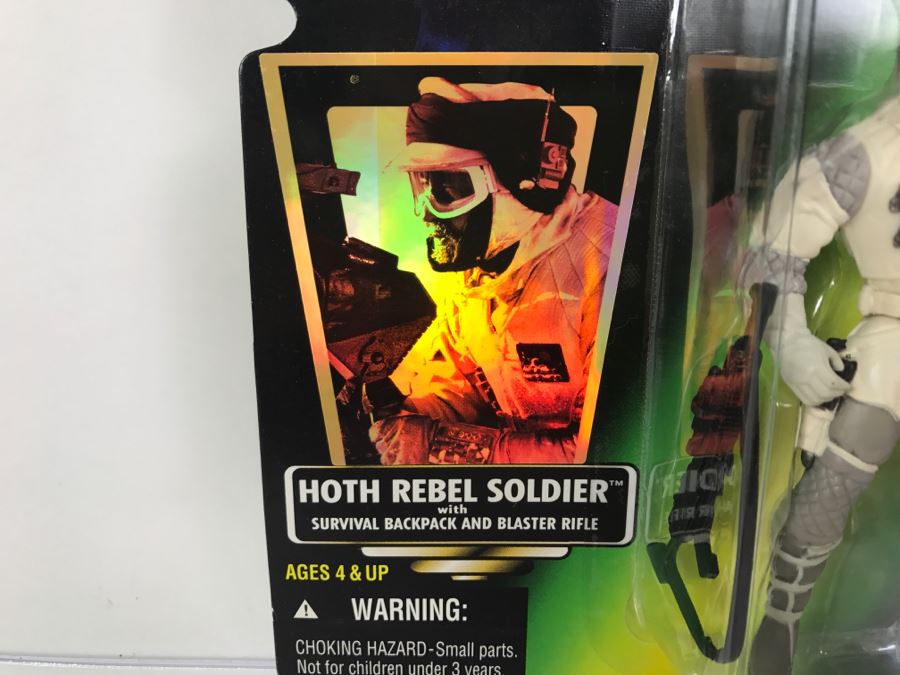 HOTH REBEL SOLDIER™
with
SURVIVAL BACKPACK AND BLASTER RIFLE
AGES 4 & UP
WARNING:
CHOKING HAZARD-Small parts.
Not for children under 3 years.